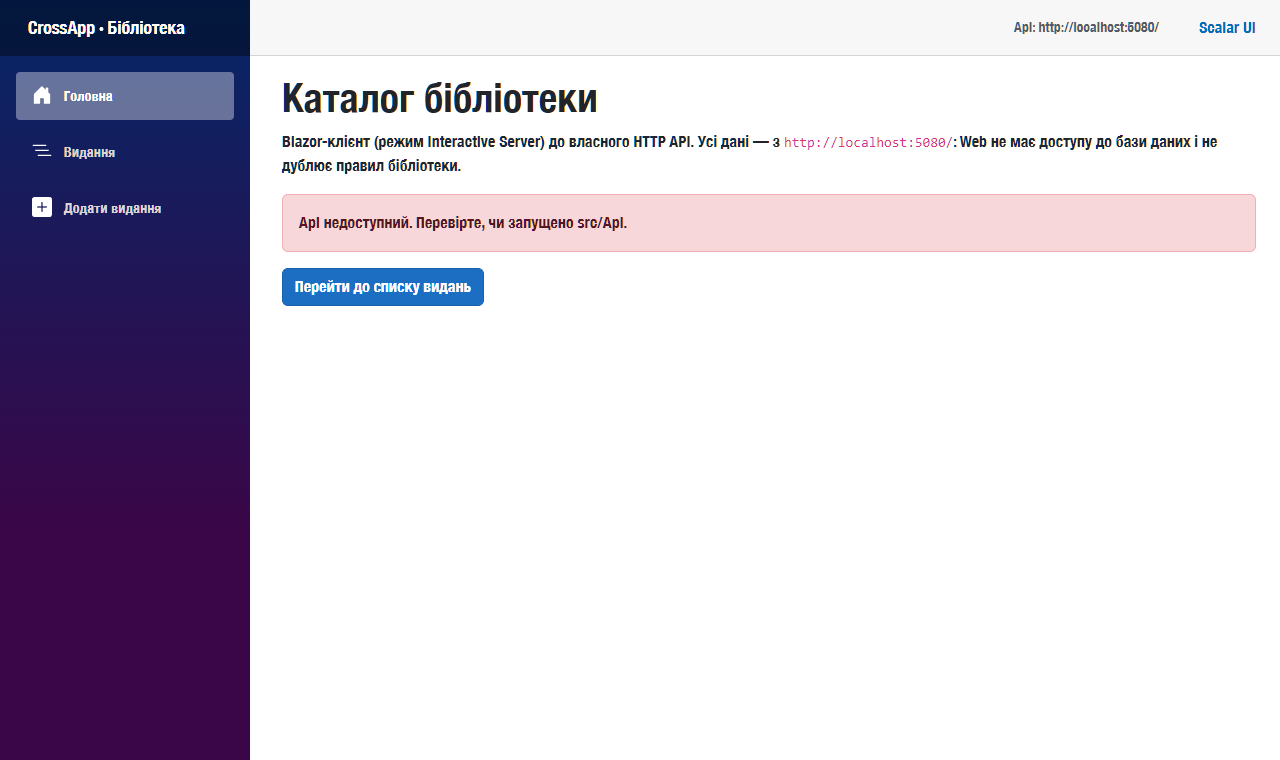 CrossApp • Бібліотека
Api: http://localhost:5080/
Scalar UI
Головна
Видання
Додати видання
Каталог бібліотеки
Blazor-клієнт (режим Interactive Server) до власного HTTP API. Усі дані — з http://localhost:5080/: Web не має доступу до бази даних і не
дублює правил бібліотеки.
Api недоступний. Перевірте, чи запущено src/Api.
Перейти до списку видань